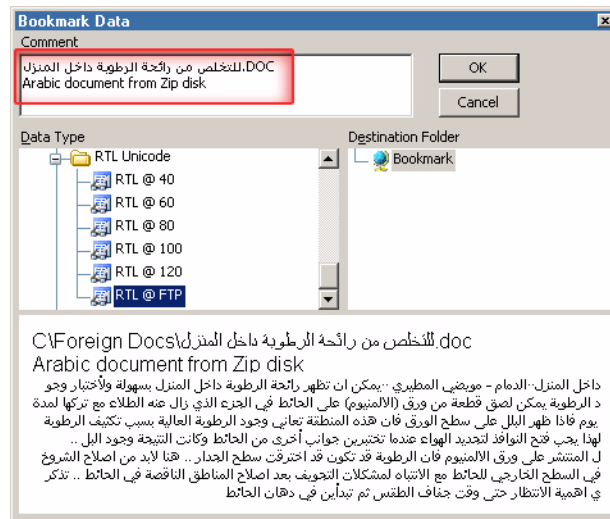 Bookmark Data
Comment
للتخلص من رائحة الرطوبة داخل المنزل.DOC
Arabic document from Zip disk
OK
Cancel
Data Type
Destination Folder
RTL Unicode
RTL @ 40
RTL @ 60
RTL @ 80
RTL @ 100
RTL @ 120
RTL @ FTP
Bookmark
C\Foreign Docs\للتخلص من رائحة الرطوبة داخل المنزل.doc
Arabic document from Zip disk
داخل المنزل··الدمام - مويضي المطيري ··يمكن ان تظهر رائحة الرطوبة داخل المنزل بسهولة ولأختبار وجو
د الرطوبة يمكن لصق قطعة من ورق (الالمنيوم) على الحائط في الجزء الذي زال عنه الطلاء مع تركها لمدة
يوم فاذا ظهر البلل على سطح الورق فان هذه المنطقة تعاني وجود الرطوبة العالية بسبب تكثيف الرطوبة
لهذا يجب فتح النوافذ لتجديد الهواء عندما تختبرين جوانب أخرى من الحائط وكانت النتيجة وجود البل ..
ل المنتشر على ورق الالمنيوم فان الرطوبة قد تكون قد اخترقت سطح الجدار .. هنا لابد من اصلاح الشروخ
في السطح الخارجي للحائط مع الانتباه لمشكلات التجويف بعد اصلاح المناطق الناقصة في الحائط .. تذكر
ي اهمية الانتظار حتى وقت جفاف الطقس ثم تبدأين في دهان الحائط